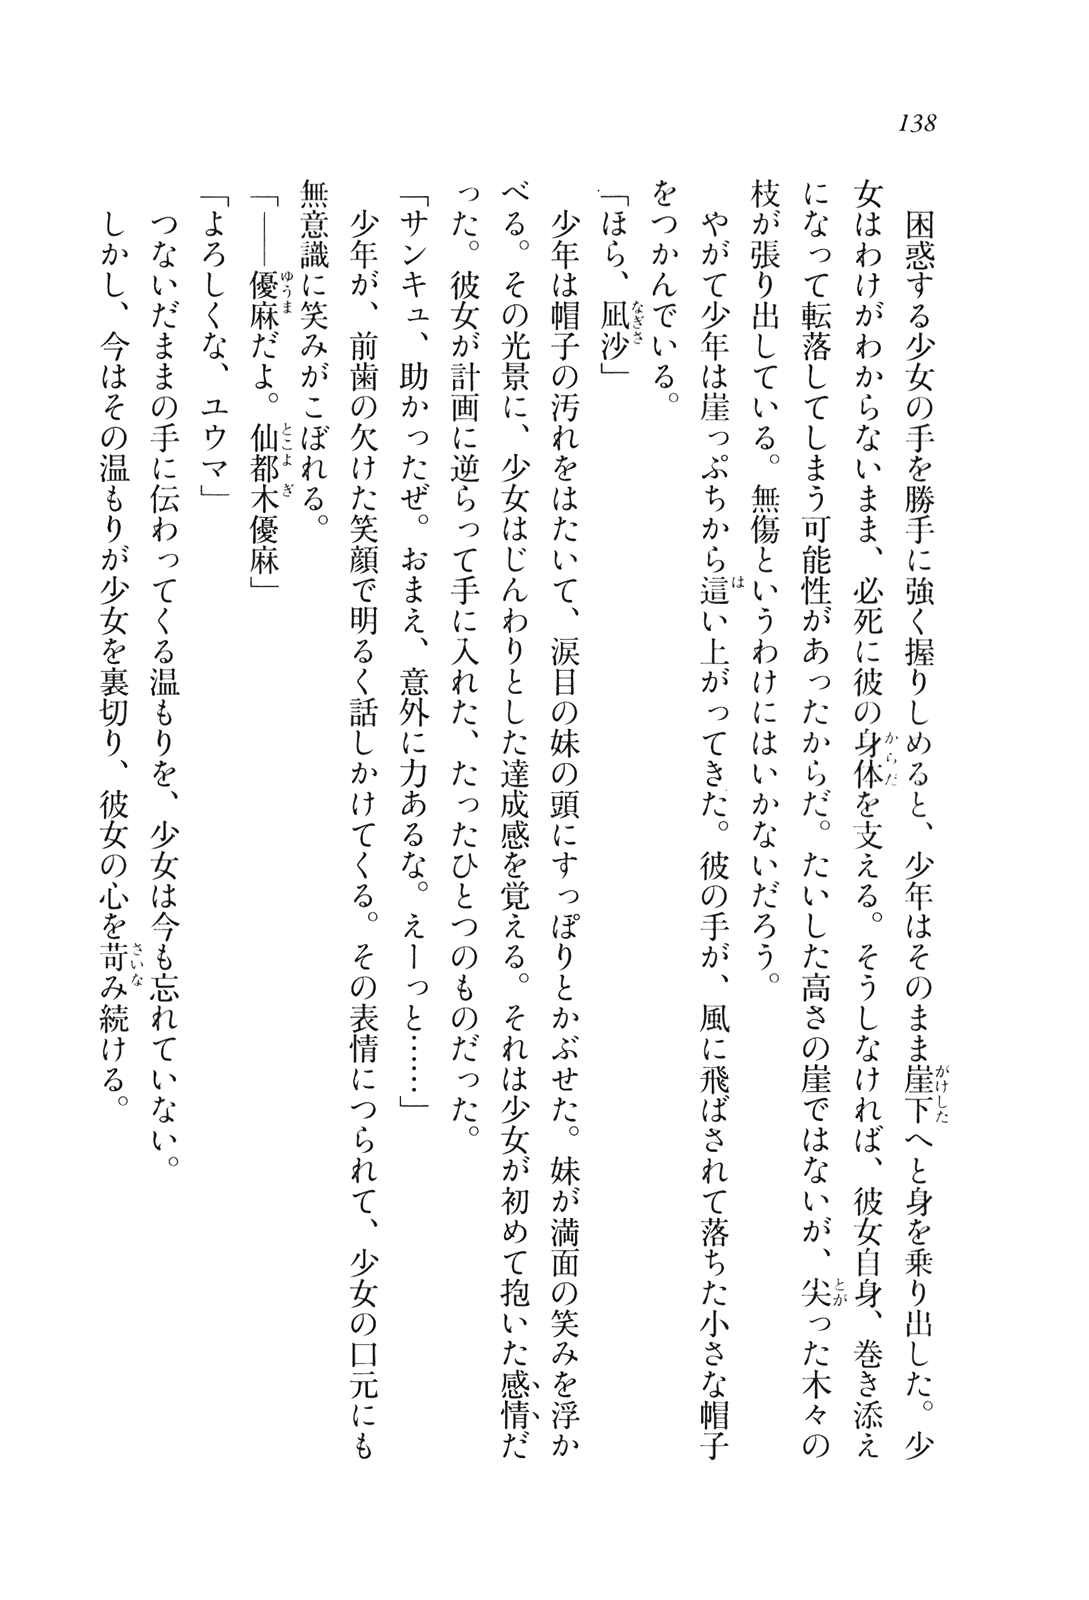 138
困惑する少女の手を勝手に強く握りしめると、少年はそのまま崖下へと身を乗り出した。少
女はわけがわからないまま、必死に彼の身体を支える。そうしなければ、彼女自身、巻き添え
になって転落してしまう可能性があったからだ。たいした高さの崖ではないが、尖った木々の
枝が張り出している。無傷というわけにはいかないだろう。
やがて少年は崖っぷちから這い上がってきた。彼の手が、風に飛ばされて落ちた小さな帽子
をつかんでいる。
「ほら、凪沙」
少年は帽子の汚れをはたいて、涙目の妹の頭にすっぽりとかぶせた。妹が満面の笑みを浮か
べる。その光景に、少女はじんわりとした達成感を覚える。それは少女が初めて抱いた感情だ
った。彼女が計画に逆らって手に入れた、たったひとつのものだった。
「サンキュ、助かったぜ。おまえ、意外に力あるな。えーっと……」
少年が、前歯の欠けた笑顔で明るく話しかけてくる。その表情につられて、少女の口元にも
無意識に笑みがこぼれる。
「――優麻だよ。仙都木優麻」
「よろしくな、ユウマ」
つないだままの手に伝わってくる温もりを、少女は今も忘れていない。
しかし、今はその温もりが少女を裏切り、彼女の心を苛み続ける。